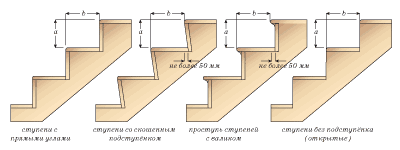 b
a
b
a
b
a
b
a
не более 50 мм
не более 50 мм
ступени с
прямыми углами
ступени со скошенным
подступёнком
проступь ступеней
с валиком
ступени без подступёнка
(открытые)